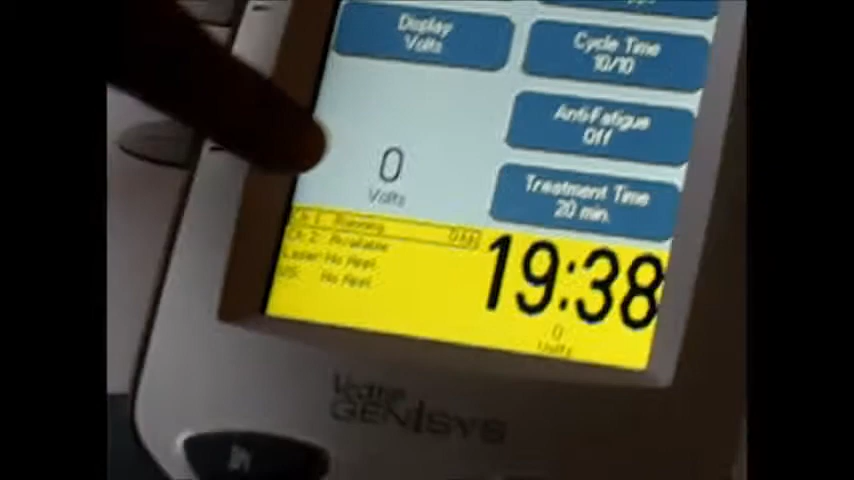 Display
Volts
Cycle Time
10/10
Anti-Fatigue
Off
0
Volts
Treatment Time
20 min.
Ch 1: Running
Ch 2: Available
Laser: No Appl.
US: No Appl.
19:38
0
Volts
Vectra
GENISYS